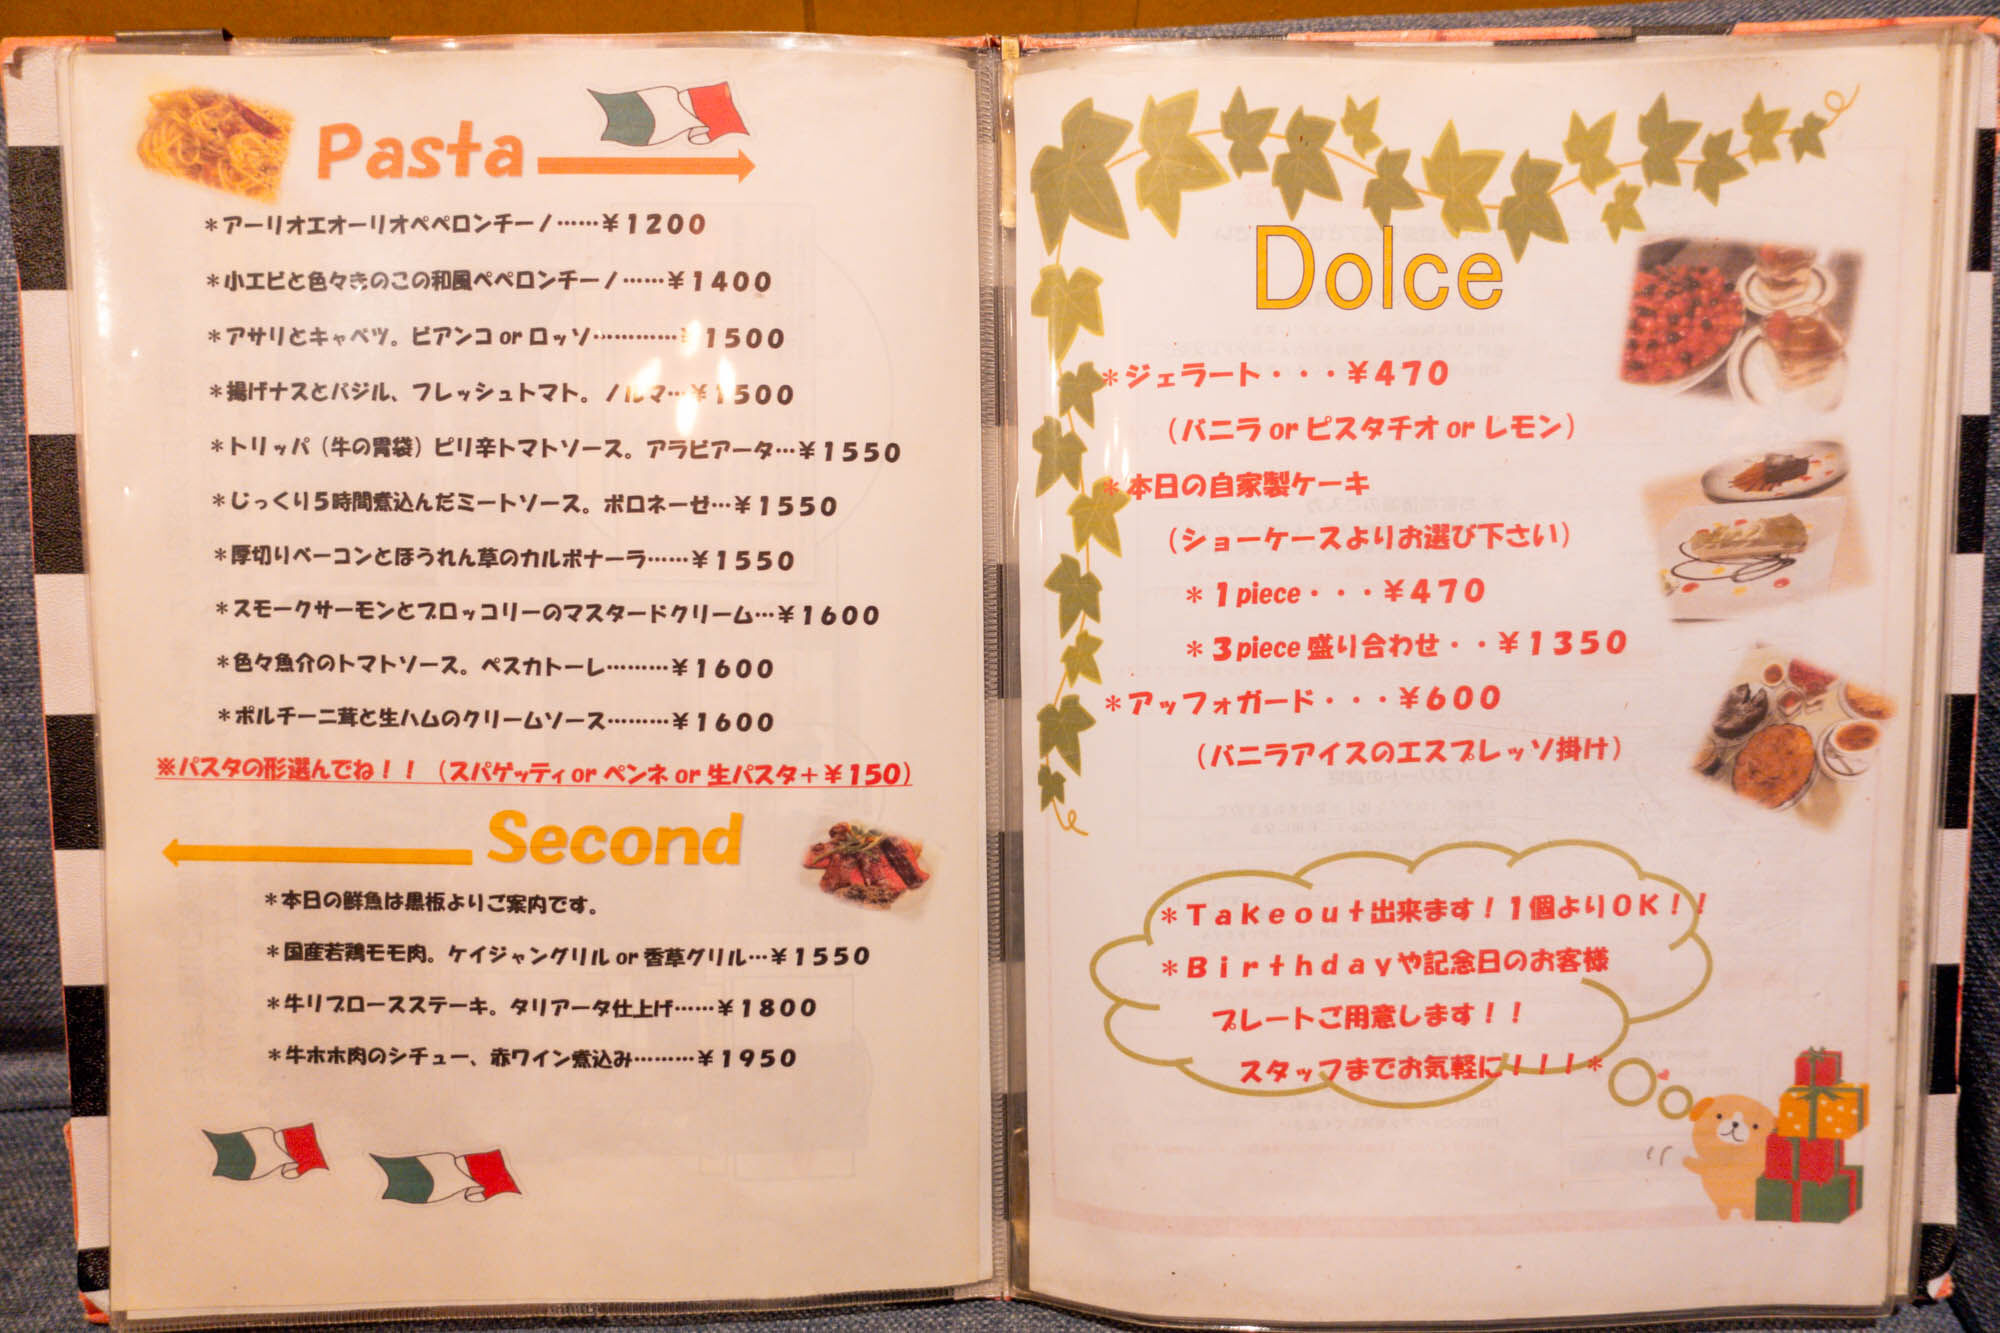 Pasta
＊アーリオエオーリオペペロンチーノ……￥1200
＊小エビと色々きのこの和風ペペロンチーノ……￥1400
＊アサリとキャベツ。ビアンコ or ロッソ…………￥1500
＊揚げナスとバジル、フレッシュトマト。ノルマ…￥1500
＊トリッパ（牛の胃袋）ピリ辛トマトソース。アラビアータ…￥1550
＊じっくり５時間煮込んだミートソース。ボロネーゼ…￥1550
＊厚切りベーコンとほうれん草のカルボナーラ……￥1550
＊スモークサーモンとブロッコリーのマスタードクリーム…￥1600
＊色々魚介のトマトソース。ペスカトーレ………￥1600
＊ポルチーニ茸と生ハムのクリームソース………￥1600
※パスタの形選んでね！！（スパゲッティ or ペンネ or 生パスタ＋￥150）
Second
＊本日の鮮魚は黒板よりご案内です。
＊国産若鶏モモ肉。ケイジャングリル or 香草グリル…￥1550
＊牛リブロースステーキ。タリアータ仕上げ……￥1800
＊牛ホホ肉のシチュー、赤ワイン煮込み………￥1950
Dolce
＊ジェラート・・・￥470
（バニラ or ピスタチオ or レモン）
＊本日の自家製ケーキ
（ショーケースよりお選び下さい）
＊1piece・・・￥470
＊3piece 盛り合わせ・・￥1350
＊アッフォガード・・・￥600
（バニラアイスのエスプレッソ掛け）
＊Takeout出来ます！1個よりOK！！
＊Birthdayや記念日のお客様
プレートご用意します！！
スタッフまでお気軽に！！！＊